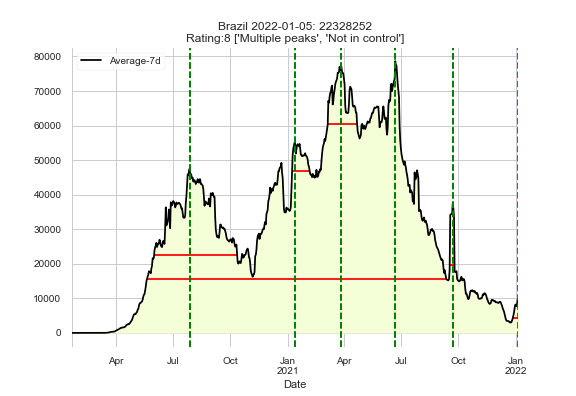 Brazil 2022-01-05: 22328252
Rating:8 ['Multiple peaks', 'Not in control']
Average-7d
80000
70000
60000
50000
40000
30000
20000
10000
0
Apr Jul Oct Jan Apr Jul Oct Jan
2021 2022
Date